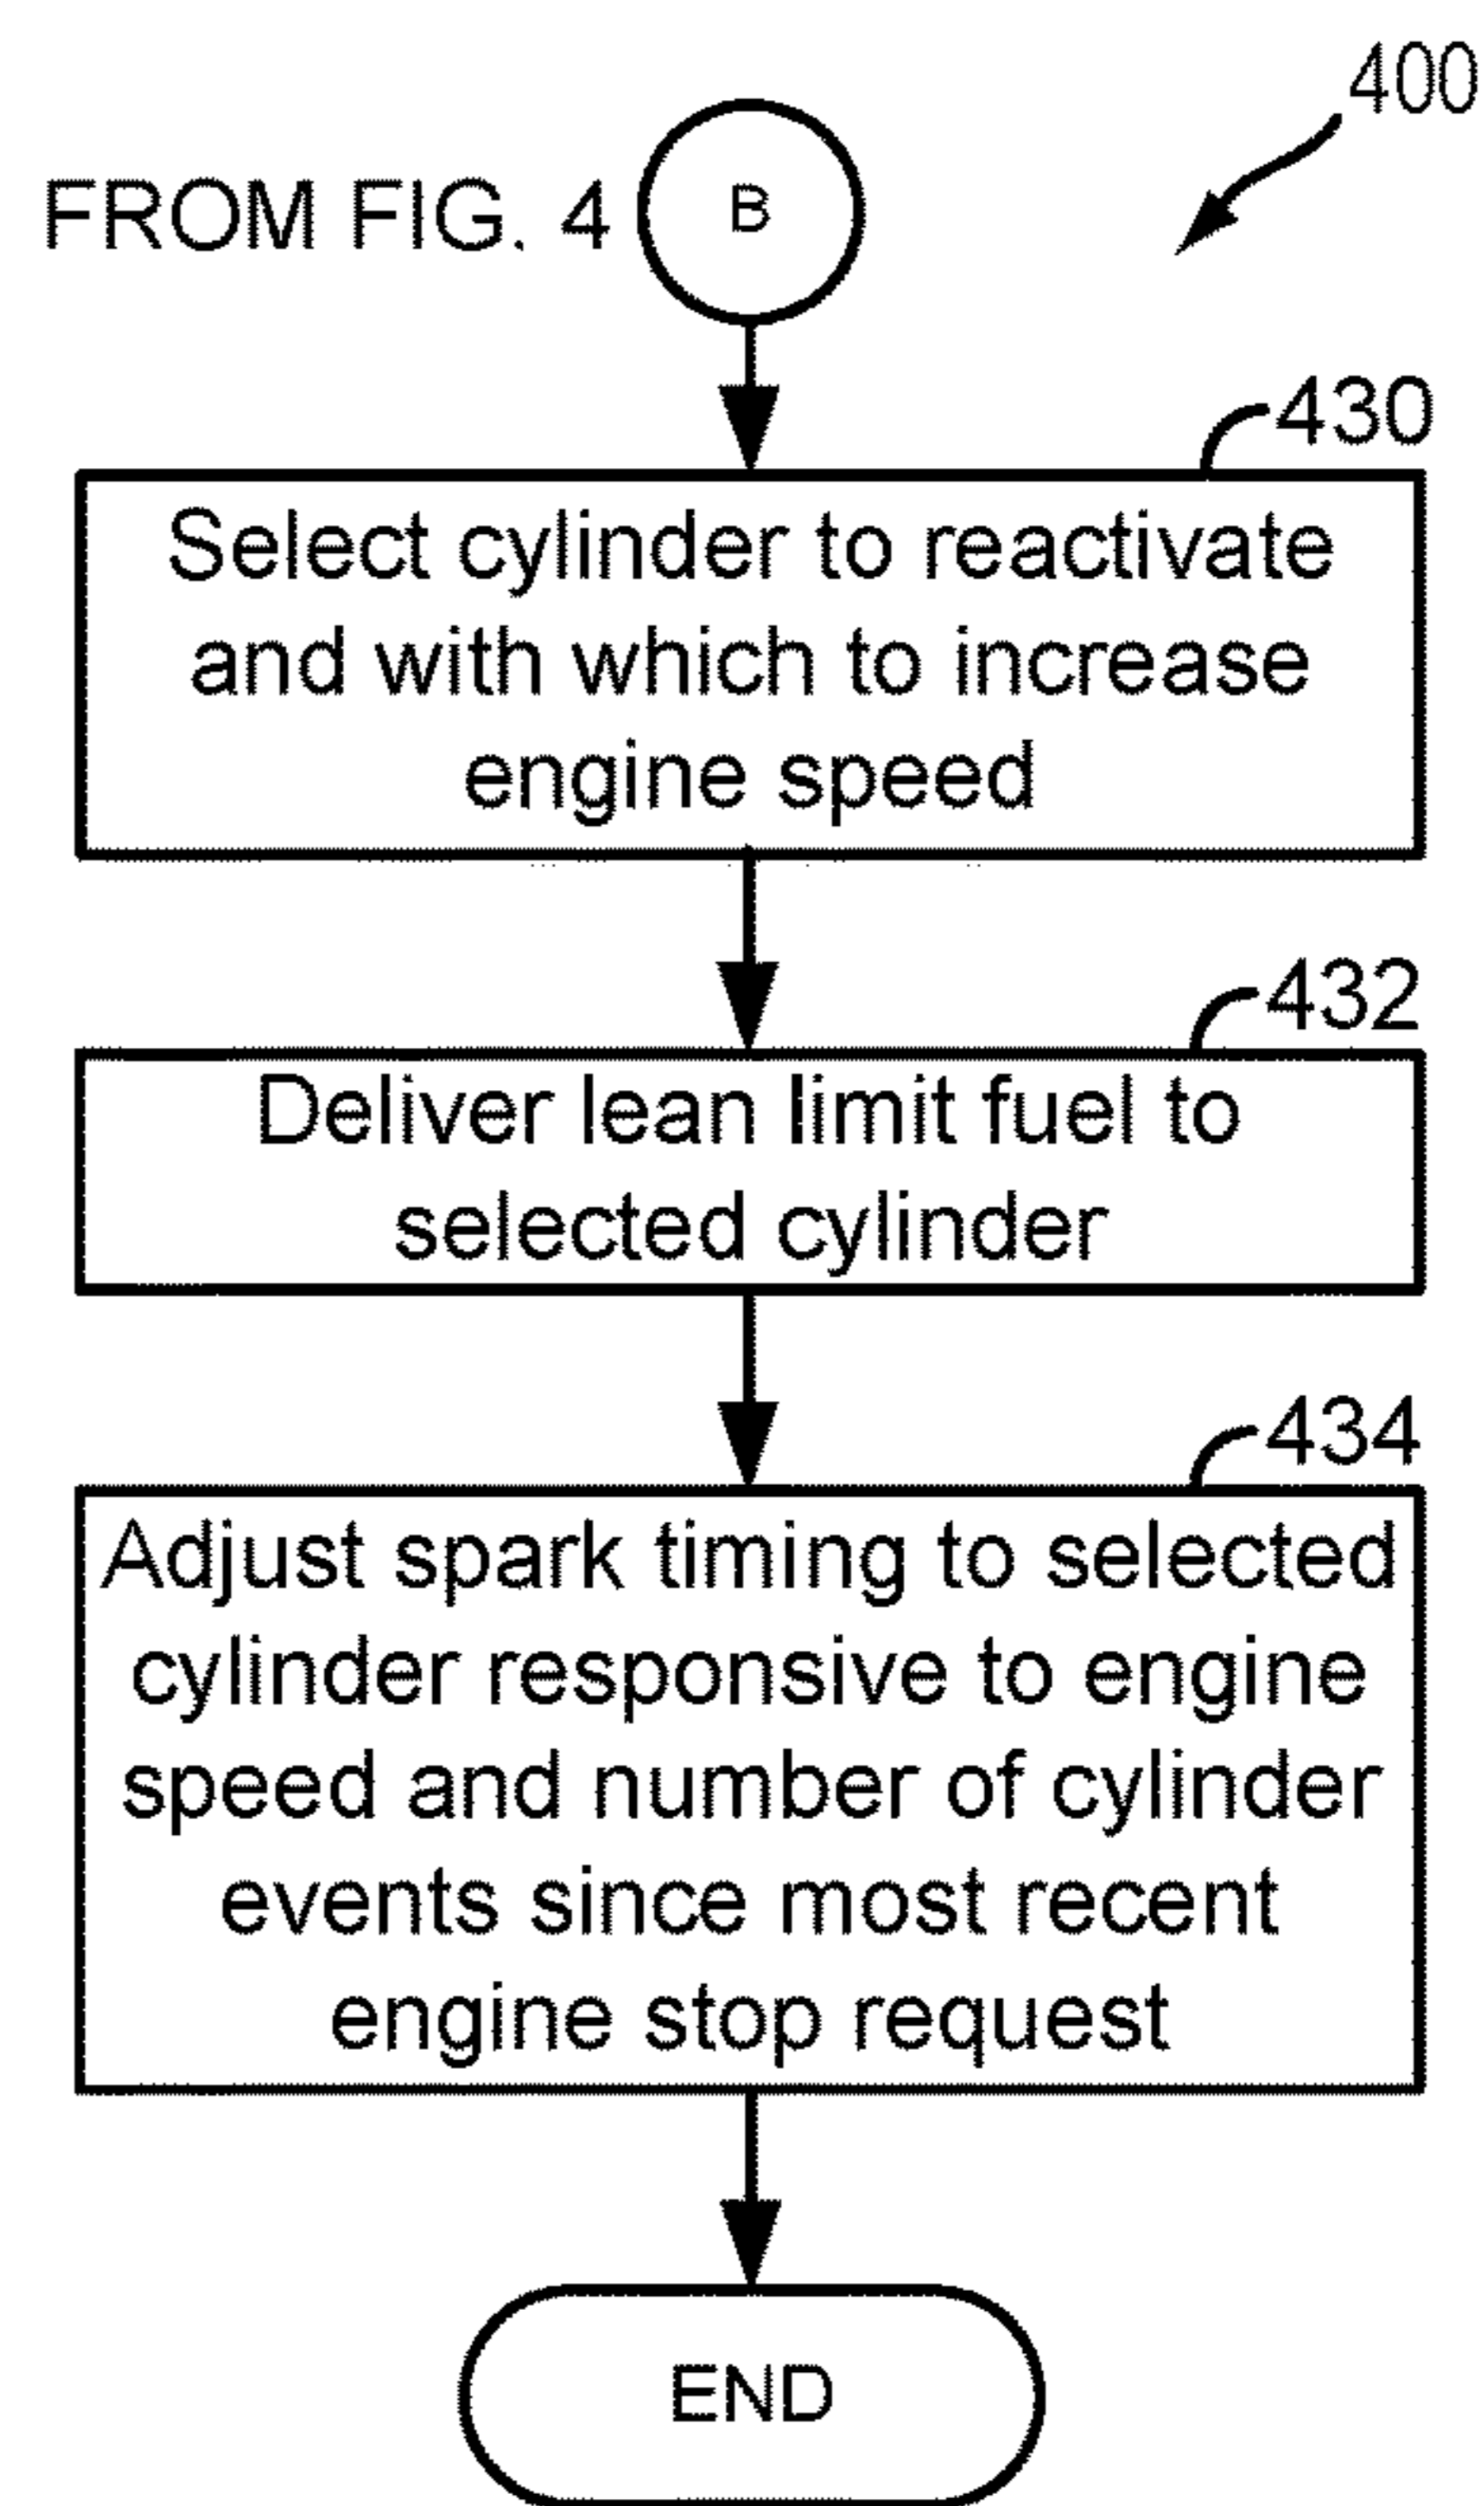 400
FROM FIG. 4
B
430
Select cylinder to reactivate
and with which to increase
engine speed
432
Deliver lean limit fuel to
selected cylinder
434
Adjust spark timing to selected
cylinder responsive to engine
speed and number of cylinder
events since most recent
engine stop request
END